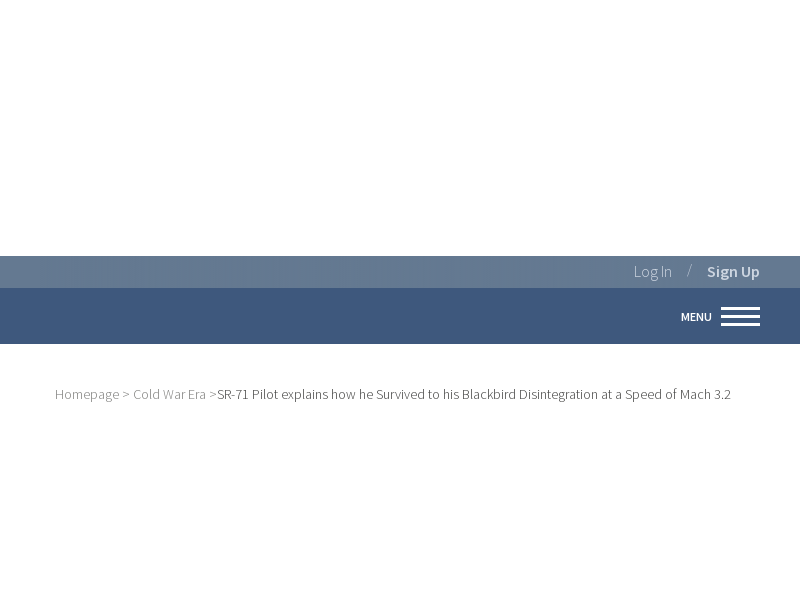 Log In / Sign Up
MENU
Homepage > Cold War Era >SR-71 Pilot explains how he Survived to his Blackbird Disintegration at a Speed of Mach 3.2